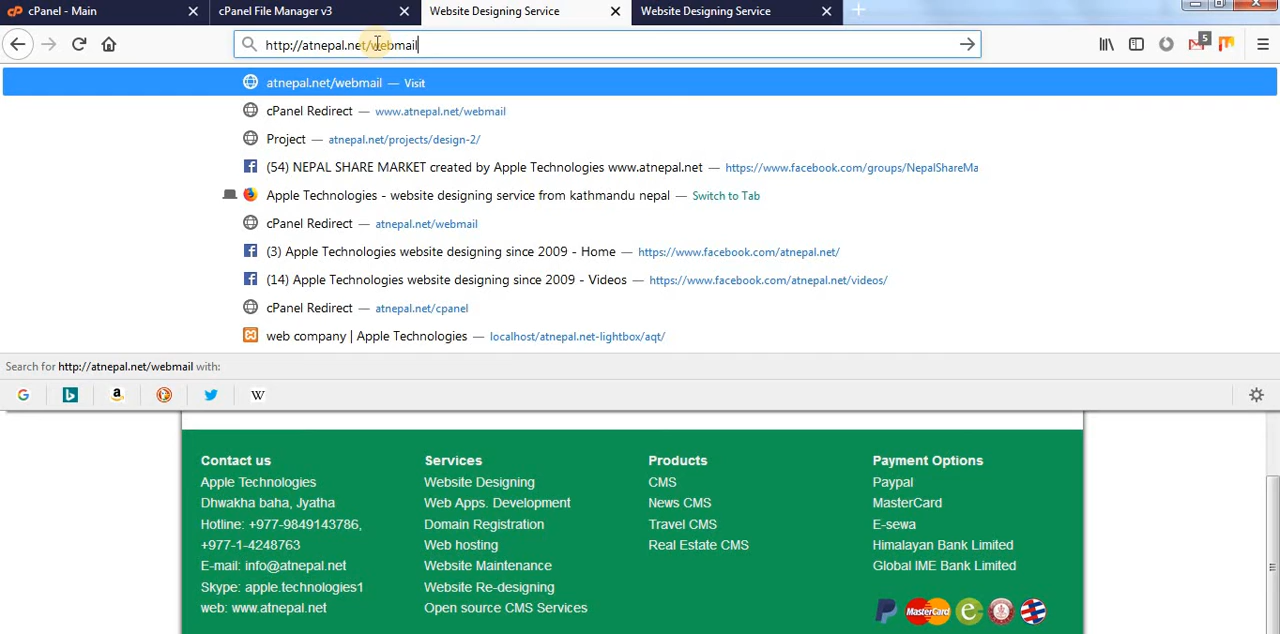 cPanel - Main
cPanel File Manager v3
Website Designing Service
Website Designing Service
http://atnepal.net/webmail
5
atnepal.net/webmail — Visit
cPanel Redirect — www.atnepal.net/webmail
Project — atnepal.net/projects/design-2/
(54) NEPAL SHARE MARKET created by Apple Technologies www.atnepal.net — https://www.facebook.com/groups/NepalShareMa
Apple Technologies - website designing service from kathmandu nepal — Switch to Tab
cPanel Redirect — atnepal.net/webmail
(3) Apple Technologies website designing since 2009 - Home — https://www.facebook.com/atnepal.net/
(14) Apple Technologies website designing since 2009 - Videos — https://www.facebook.com/atnepal.net/videos/
cPanel Redirect — atnepal.net/cpanel
web company | Apple Technologies — localhost/atnepal.net-lightbox/aqt/
Search for http://atnepal.net/webmail with:
Contact us
Apple Technologies
Dhwakha baha, Jyatha
Hotline: +977-9849143786,
+977-1-4248763
E-mail: info@atnepal.net
Skype: apple.technologies1
web: www.atnepal.net
Services
Website Designing
Web Apps. Development
Domain Registration
Web hosting
Website Maintenance
Website Re-designing
Open source CMS Services
Products
CMS
News CMS
Travel CMS
Real Estate CMS
Payment Options
Paypal
MasterCard
E-sewa
Himalayan Bank Limited
Global IME Bank Limited
MasterCard